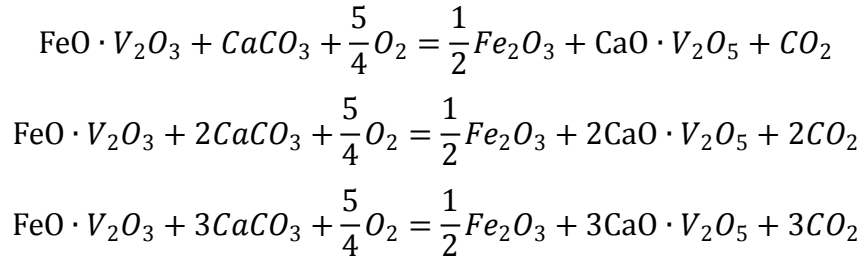 FeO · V₂O₃ + CaCO₃ + 5/4 O₂ = 1/2 Fe₂O₃ + CaO · V₂O₅ + CO₂
FeO · V₂O₃ + 2CaCO₃ + 5/4 O₂ = 1/2 Fe₂O₃ + 2CaO · V₂O₅ + 2CO₂
FeO · V₂O₃ + 3CaCO₃ + 5/4 O₂ = 1/2 Fe₂O₃ + 3CaO · V₂O₅ + 3CO₂